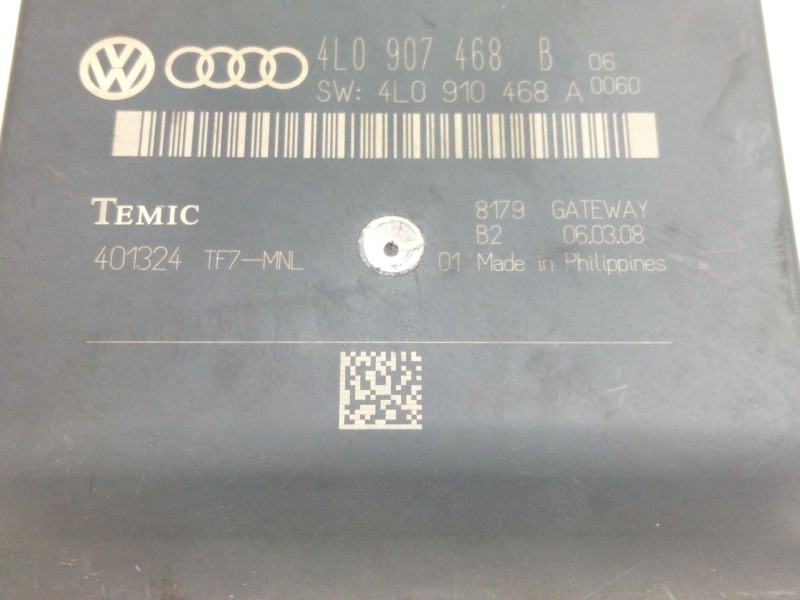 4L0 907 468 B 06
SW: 4L0 910 468 A 0060
TEMIC 8179 GATEWAY
B2 06.03.08
401324 TF7-MNL 01 Made in Philippines